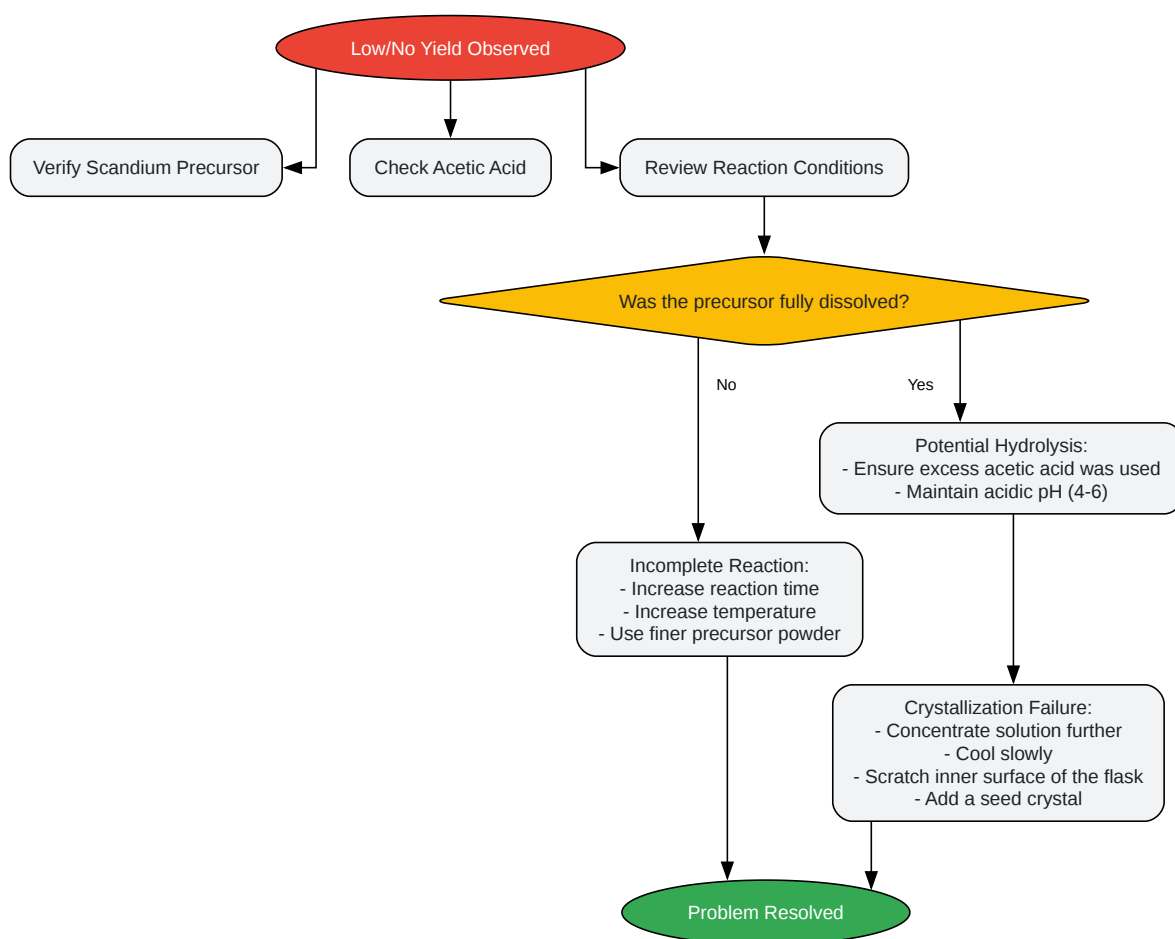 Low/No Yield Observed
Verify Scandium Precursor
Check Acetic Acid
Review Reaction Conditions
Was the precursor fully dissolved?
No
Yes
Potential Hydrolysis:
- Ensure excess acetic acid was used
- Maintain acidic pH (4-6)
Incomplete Reaction:
- Increase reaction time
- Increase temperature
- Use finer precursor powder
Crystallization Failure:
- Concentrate solution further
- Cool slowly
- Scratch inner surface of the flask
- Add a seed crystal
Problem Resolved